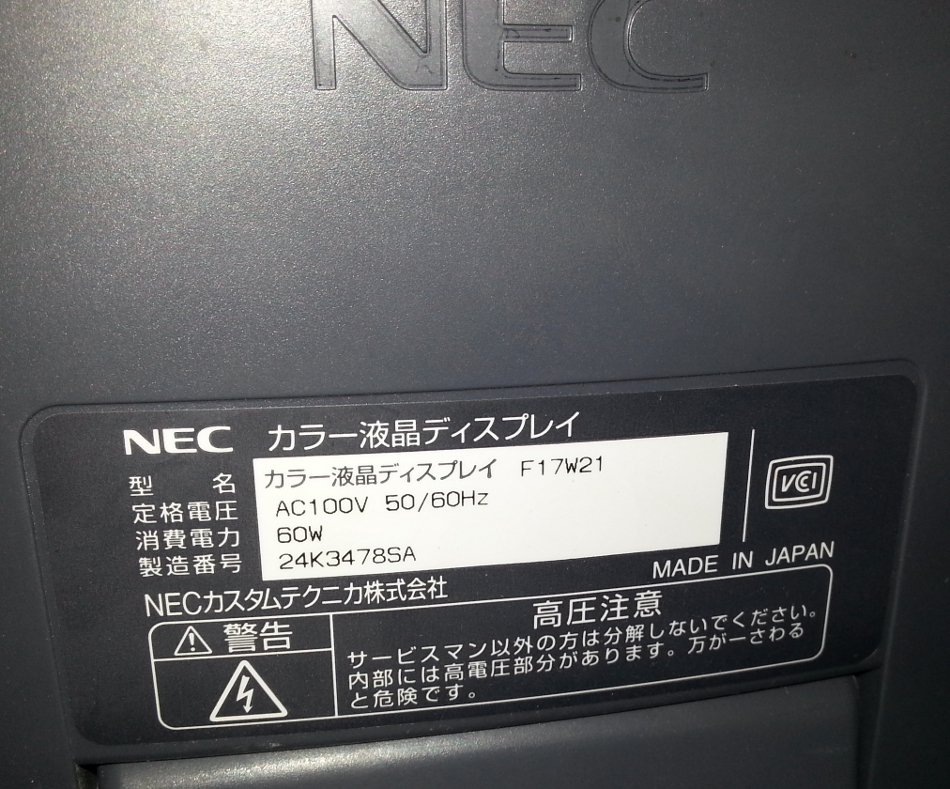 NEC
NEC カラー液晶ディスプレイ
型 名 カラー液晶ディスプレイ F17W21
定格電圧 AC100V 50/60Hz
消費電力 60W
製造番号 24K3478SA
VCCI
MADE IN JAPAN
NECカスタムテクニカ株式会社
警告
高圧注意
サービスマン以外の方は分解しないでください。
内部には高電圧部分があります。万が一さわる
と危険です。